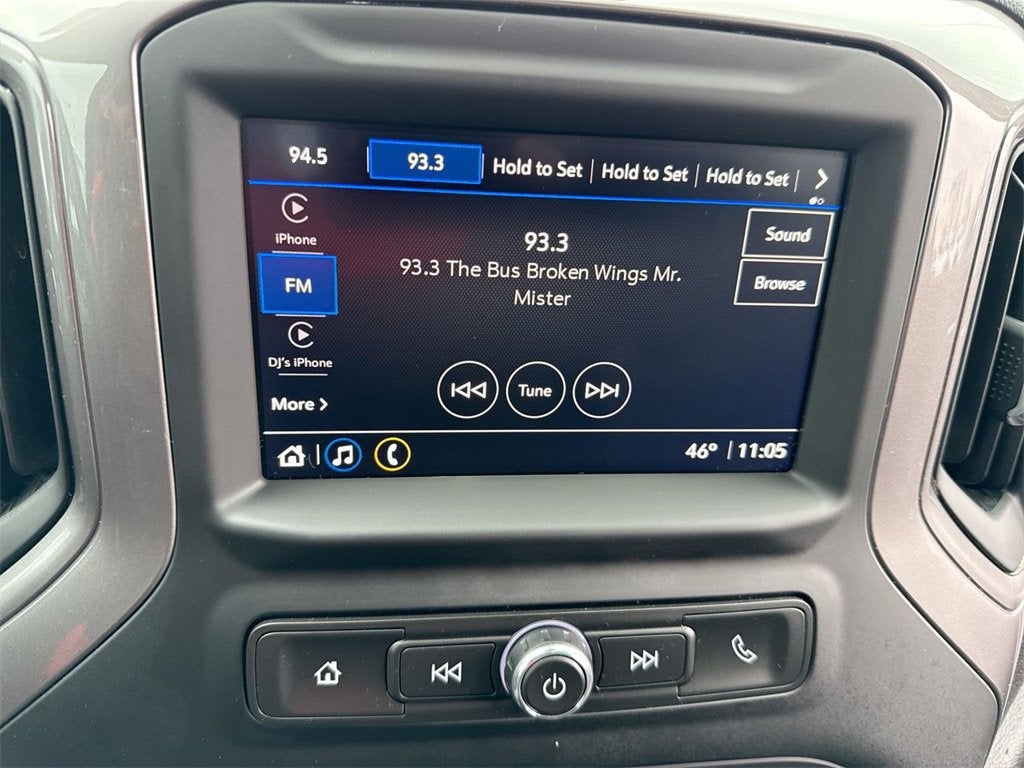 94.5
93.3
Hold to Set
Hold to Set
Hold to Set
iPhone
FM
DJ's iPhone
More
93.3
93.3 The Bus Broken Wings Mr.
Mister
Sound
Browse
Tune
46° 11:05